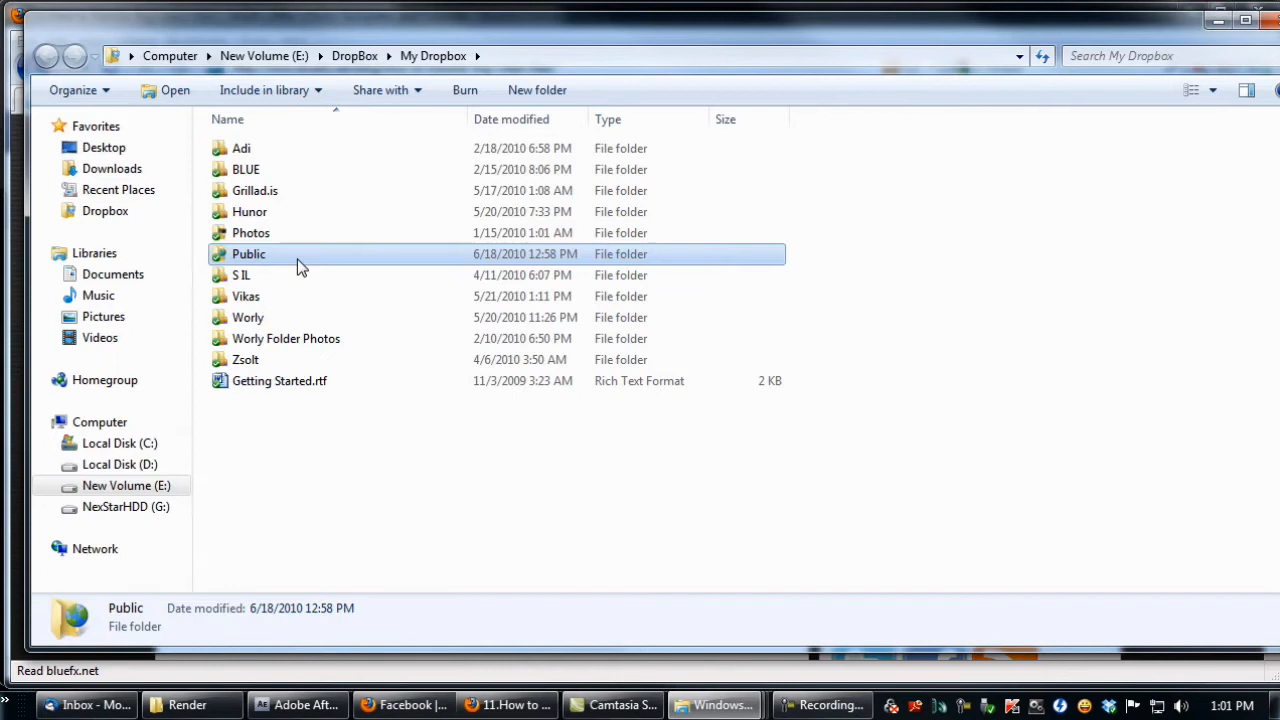 Computer New Volume (E:) DropBox My Dropbox Search My Dropbox
Organize Open Include in library Share with Burn New folder
Name Date modified Type Size
Favorites
Desktop
Downloads
Recent Places
Dropbox
Libraries
Documents
Music
Pictures
Videos
Homegroup
Computer
Local Disk (C:)
Local Disk (D:)
New Volume (E:)
NexStarHDD (G:)
Network
Adi 2/18/2010 6:58 PM File folder
BLUE 2/15/2010 8:06 PM File folder
Grillad.is 5/17/2010 1:08 AM File folder
Hunor 5/20/2010 7:33 PM File folder
Photos 1/15/2010 1:01 AM File folder
Public 6/18/2010 12:58 PM File folder
S IL 4/11/2010 6:07 PM File folder
Vikas 5/21/2010 1:11 PM File folder
Worly 5/20/2010 11:26 PM File folder
Worly Folder Photos 2/10/2010 6:50 PM File folder
Zsolt 4/6/2010 3:50 AM File folder
Getting Started.rtf 11/3/2009 3:23 AM Rich Text Format 2 KB
Public Date modified: 6/18/2010 12:58 PM
File folder
Read bluefx.net
Inbox - Mo... Render Adobe Aft... Facebook |... 11.How to ... Camtasia S... Windows... Recording... 1:01 PM